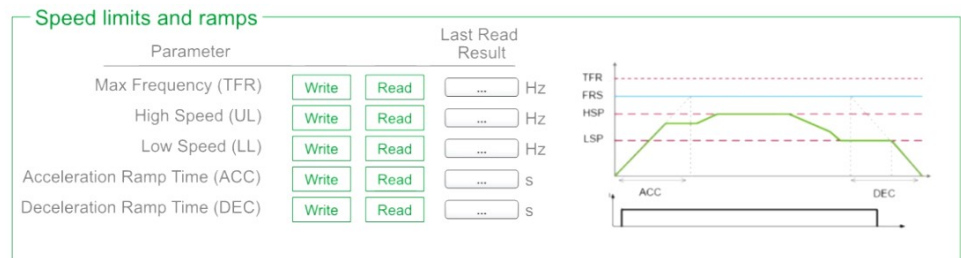 Speed limits and ramps
Parameter
Last Read
Result
Max Frequency (TFR) Write Read ... Hz
High Speed (UL) Write Read ... Hz
Low Speed (LL) Write Read ... Hz
Acceleration Ramp Time (ACC) Write Read ... s
Deceleration Ramp Time (DEC) Write Read ... s
TFR
FRS
HSP
LSP
ACC DEC